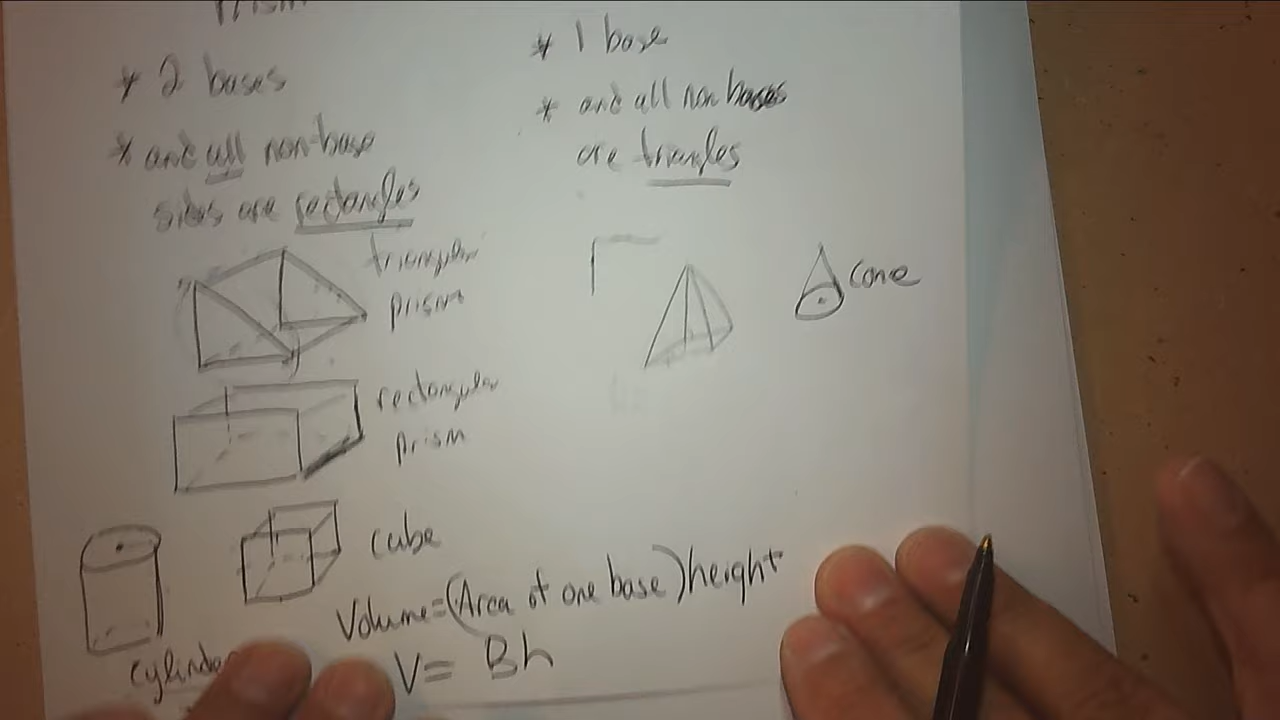 Prism
* 2 bases
* and all non-base
sides are rectangles
triangular
prism
rectangular
prism
cube
cylinder
* 1 base
* and all non bases
are triangles
cone
Volume=(Area of one base)height
V= Bh